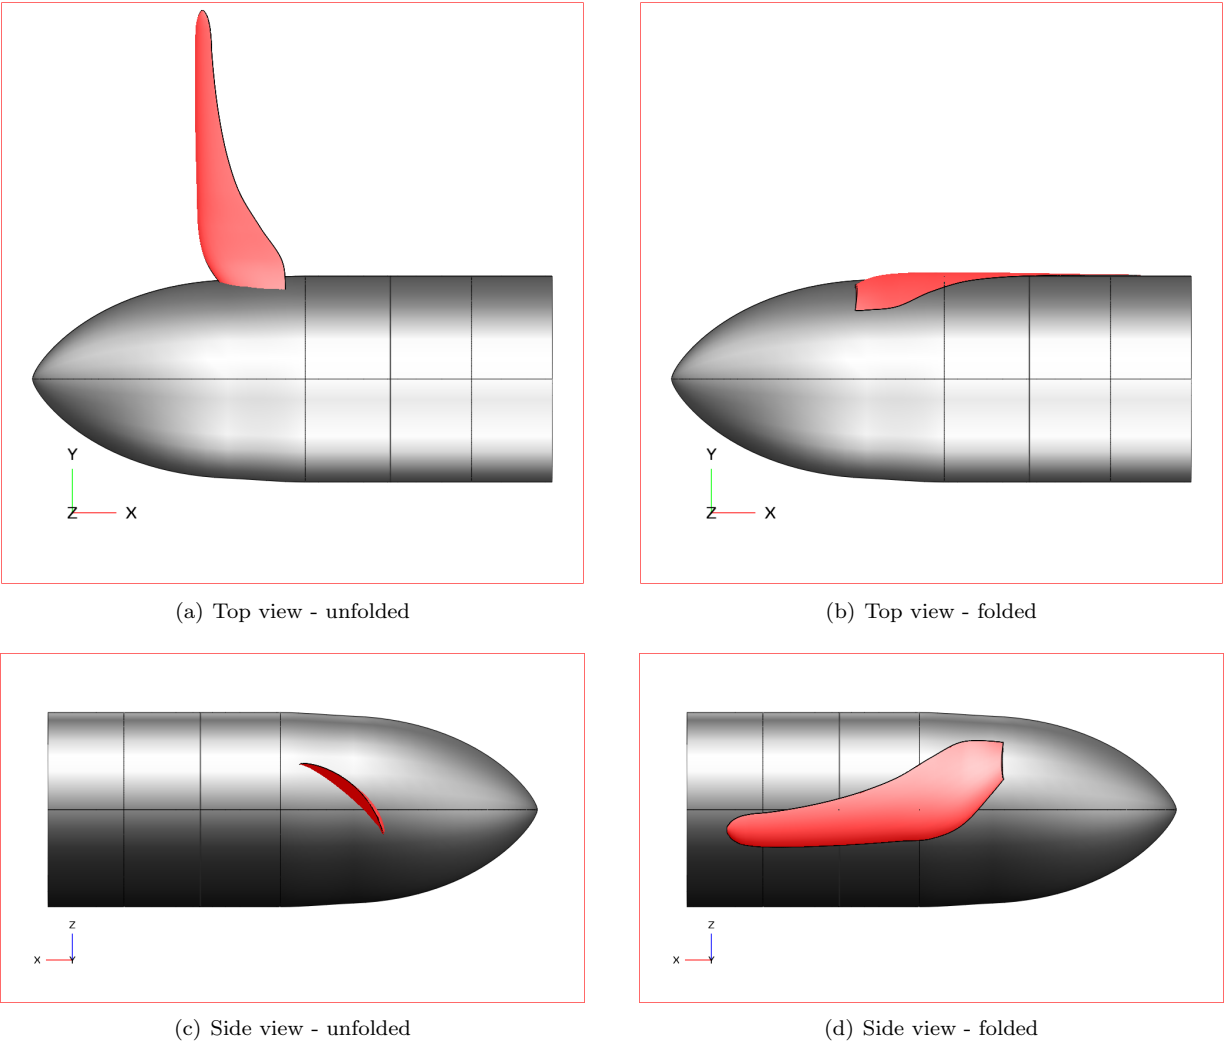 Y
Z X
Y
Z X
(a) Top view - unfolded
(b) Top view - folded
Z
X Y
Z
X Y
(c) Side view - unfolded
(d) Side view - folded